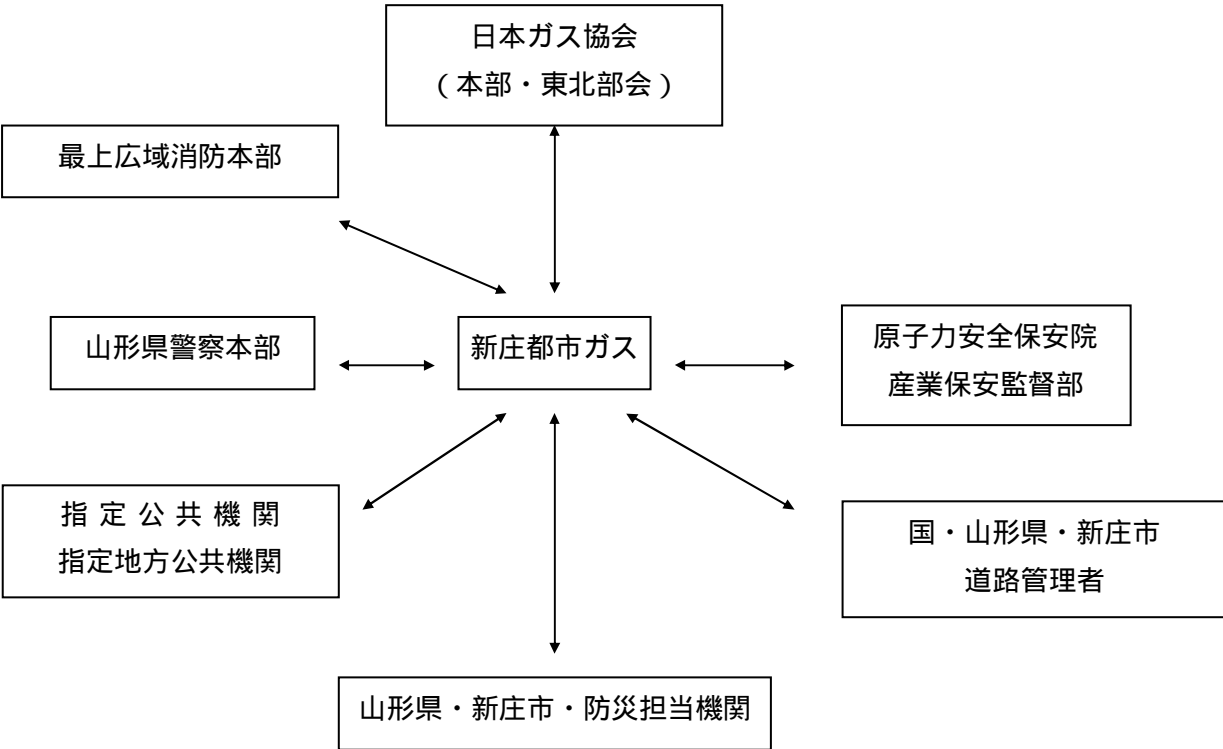 日本ガス協会
（本部・東北部会）
最上広域消防本部
山形県警察本部
新庄都市ガス
原子力安全保安院
産業保安監督部
指定公共機関
指定地方公共機関
国・山形県・新庄市
道路管理者
山形県・新庄市・防災担当機関